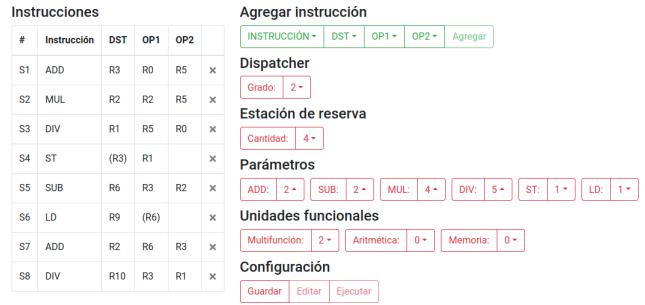 Instrucciones
# Instrucción DST OP1 OP2
S1 ADD R3 R0 R5 ×
S2 MUL R2 R2 R5 ×
S3 DIV R1 R5 R0 ×
S4 ST (R3) R1 ×
S5 SUB R6 R3 R2 ×
S6 LD R9 (R6) ×
S7 ADD R2 R6 R3 ×
S8 DIV R10 R3 R1 ×
Agregar instrucción
INSTRUCCIÓN DST OP1 OP2 Agregar
Dispatcher
Grado: 2
Estación de reserva
Cantidad: 4
Parámetros
ADD: 2 SUB: 2 MUL: 4 DIV: 5 ST: 1 LD: 1
Unidades funcionales
Multifunción: 2 Aritmética: 0 Memoria: 0
Configuración
Guardar Editar Ejecutar